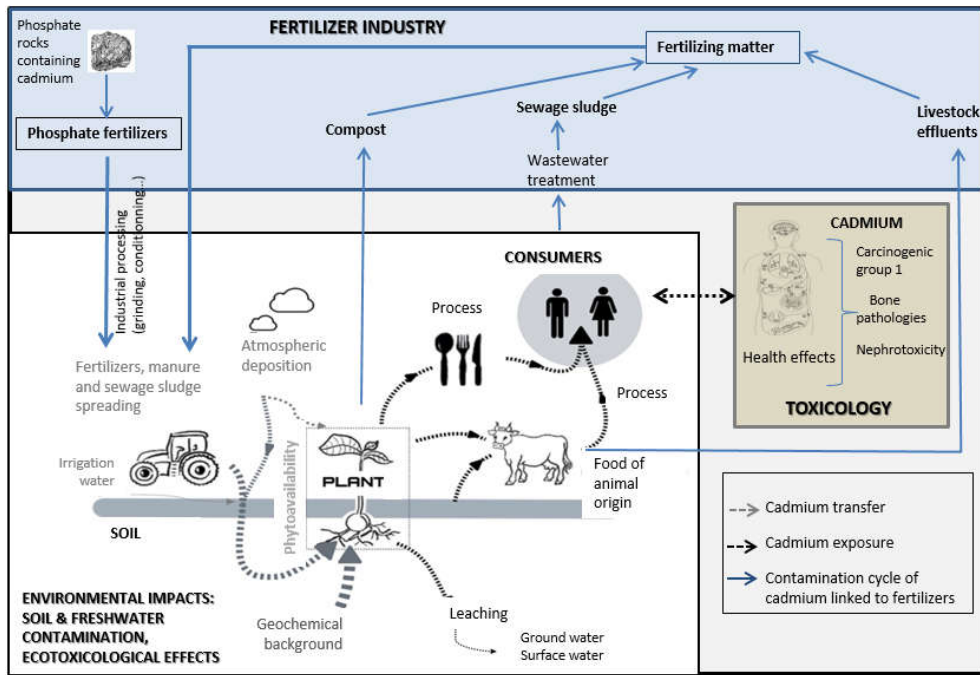 FERTILIZER INDUSTRY
Phosphate
rocks
containing
cadmium
Phosphate fertilizers
Fertilizing matter
Sewage sludge
Compost
Livestock
effluents
Wastewater
treatment
Industrial processing
(grinding, conditionning...)
CONSUMERS
Process
Atmospheric
deposition
Fertilizers, manure
and sewage sludge
spreading
Process
Irrigation
water
Phytoavailability
PLANT
Food of
animal
origin
SOIL
Geochemical
background
Leaching
Ground water
Surface water
ENVIRONMENTAL IMPACTS:
SOIL & FRESHWATER
CONTAMINATION,
ECOTOXICOLOGICAL EFFECTS
CADMIUM
Carcinogenic
group 1
Bone
pathologies
Nephrotoxicity
Health effects
TOXICOLOGY
Cadmium transfer
Cadmium exposure
Contamination cycle of
cadmium linked to fertilizers